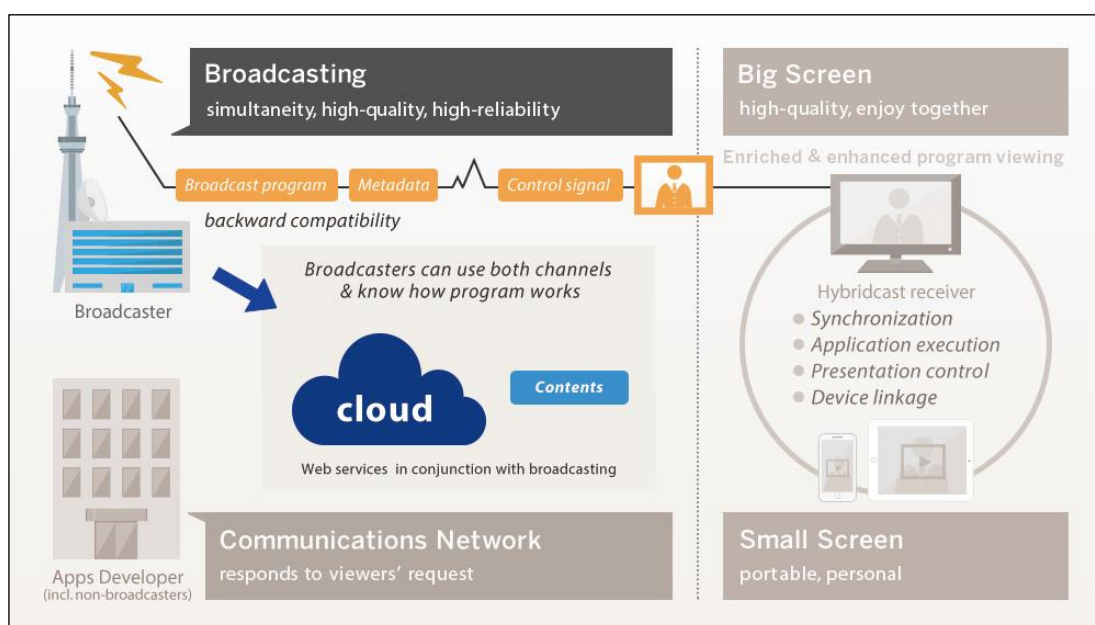 Broadcasting
simultaneity, high-quality, high-reliability
Big Screen
high-quality, enjoy together
Enriched & enhanced program viewing
Broadcast program
Metadata
Control signal
backward compatibility
Broadcaster
Broadcasters can use both channels
& know how program works
cloud
Contents
Web services in conjunction with broadcasting
Hybridcast receiver
Synchronization
Application execution
Presentation control
Device linkage
Apps Developer
(incl. non-broadcasters)
Communications Network
responds to viewers’ request
Small Screen
portable, personal